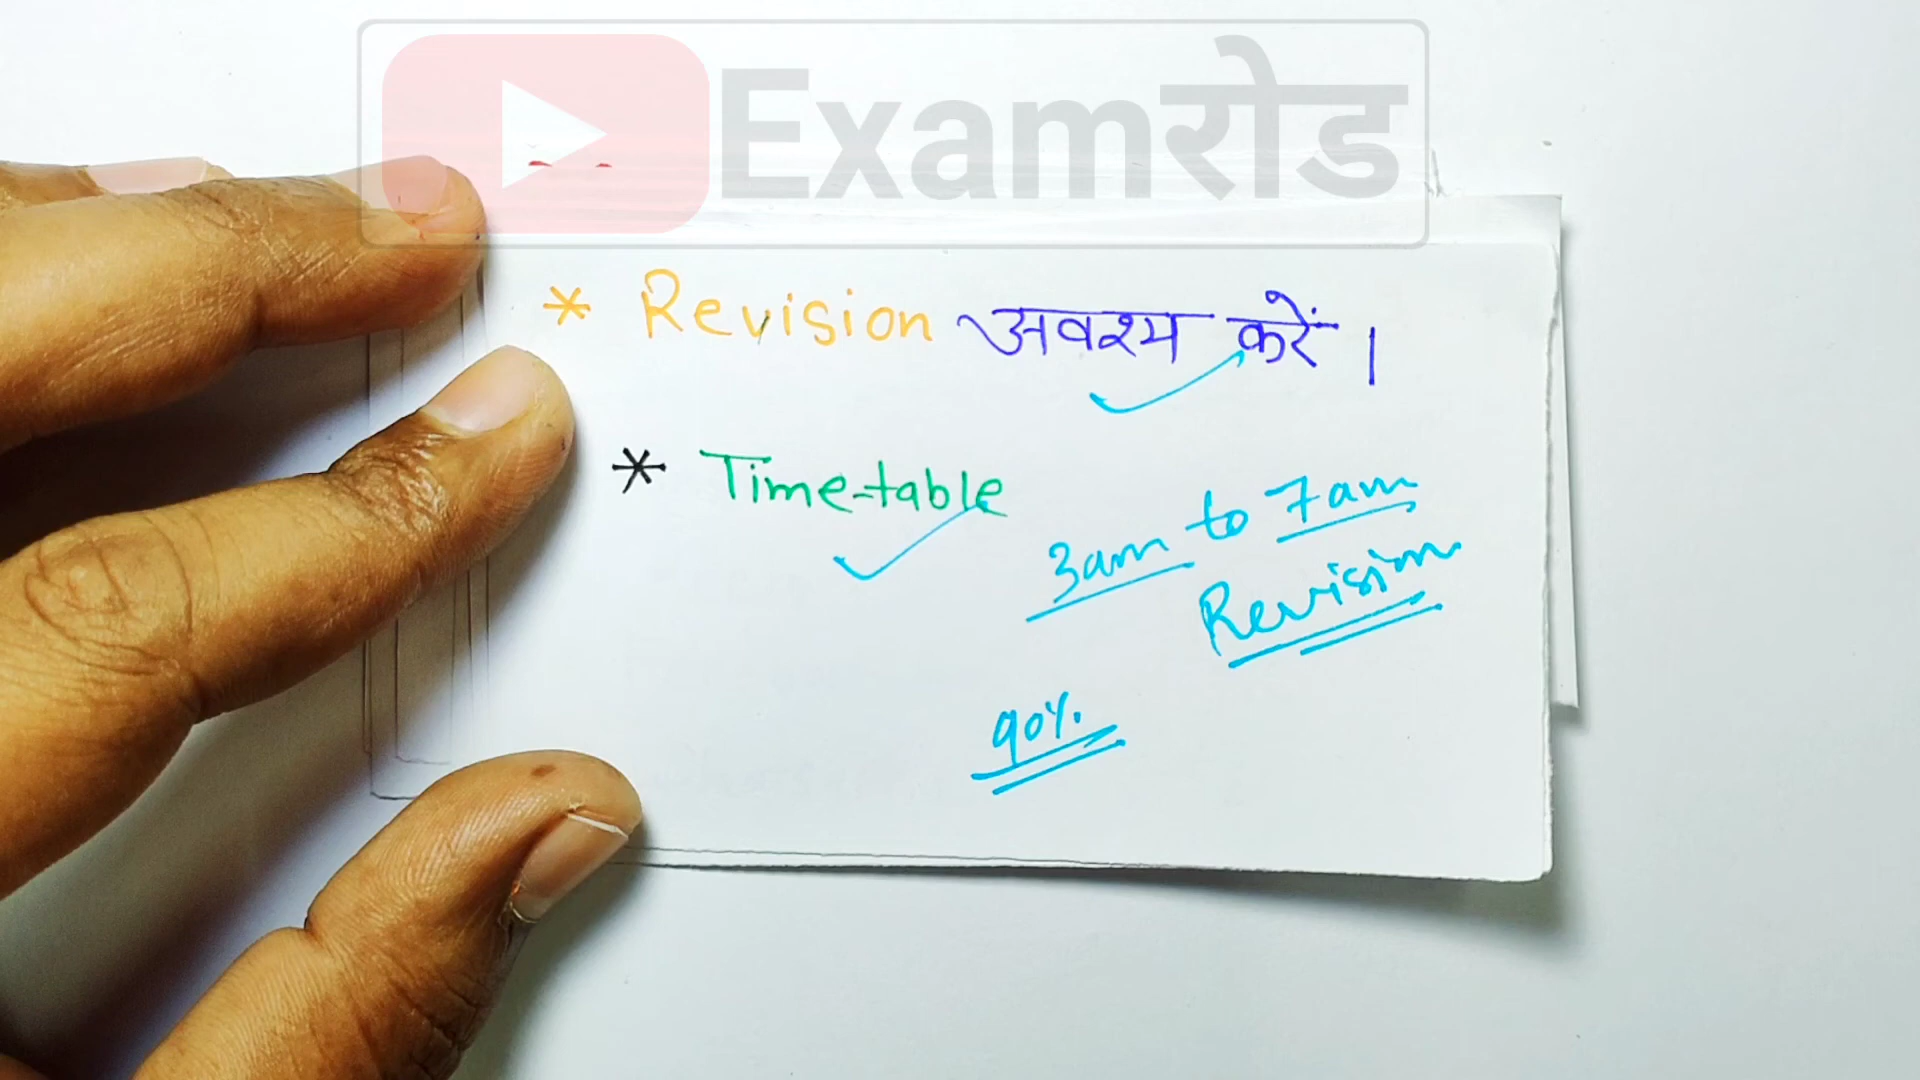 Examरोड
* Revision अवश्य करें ।
* Time-table
3am to 7am
Revision
90%